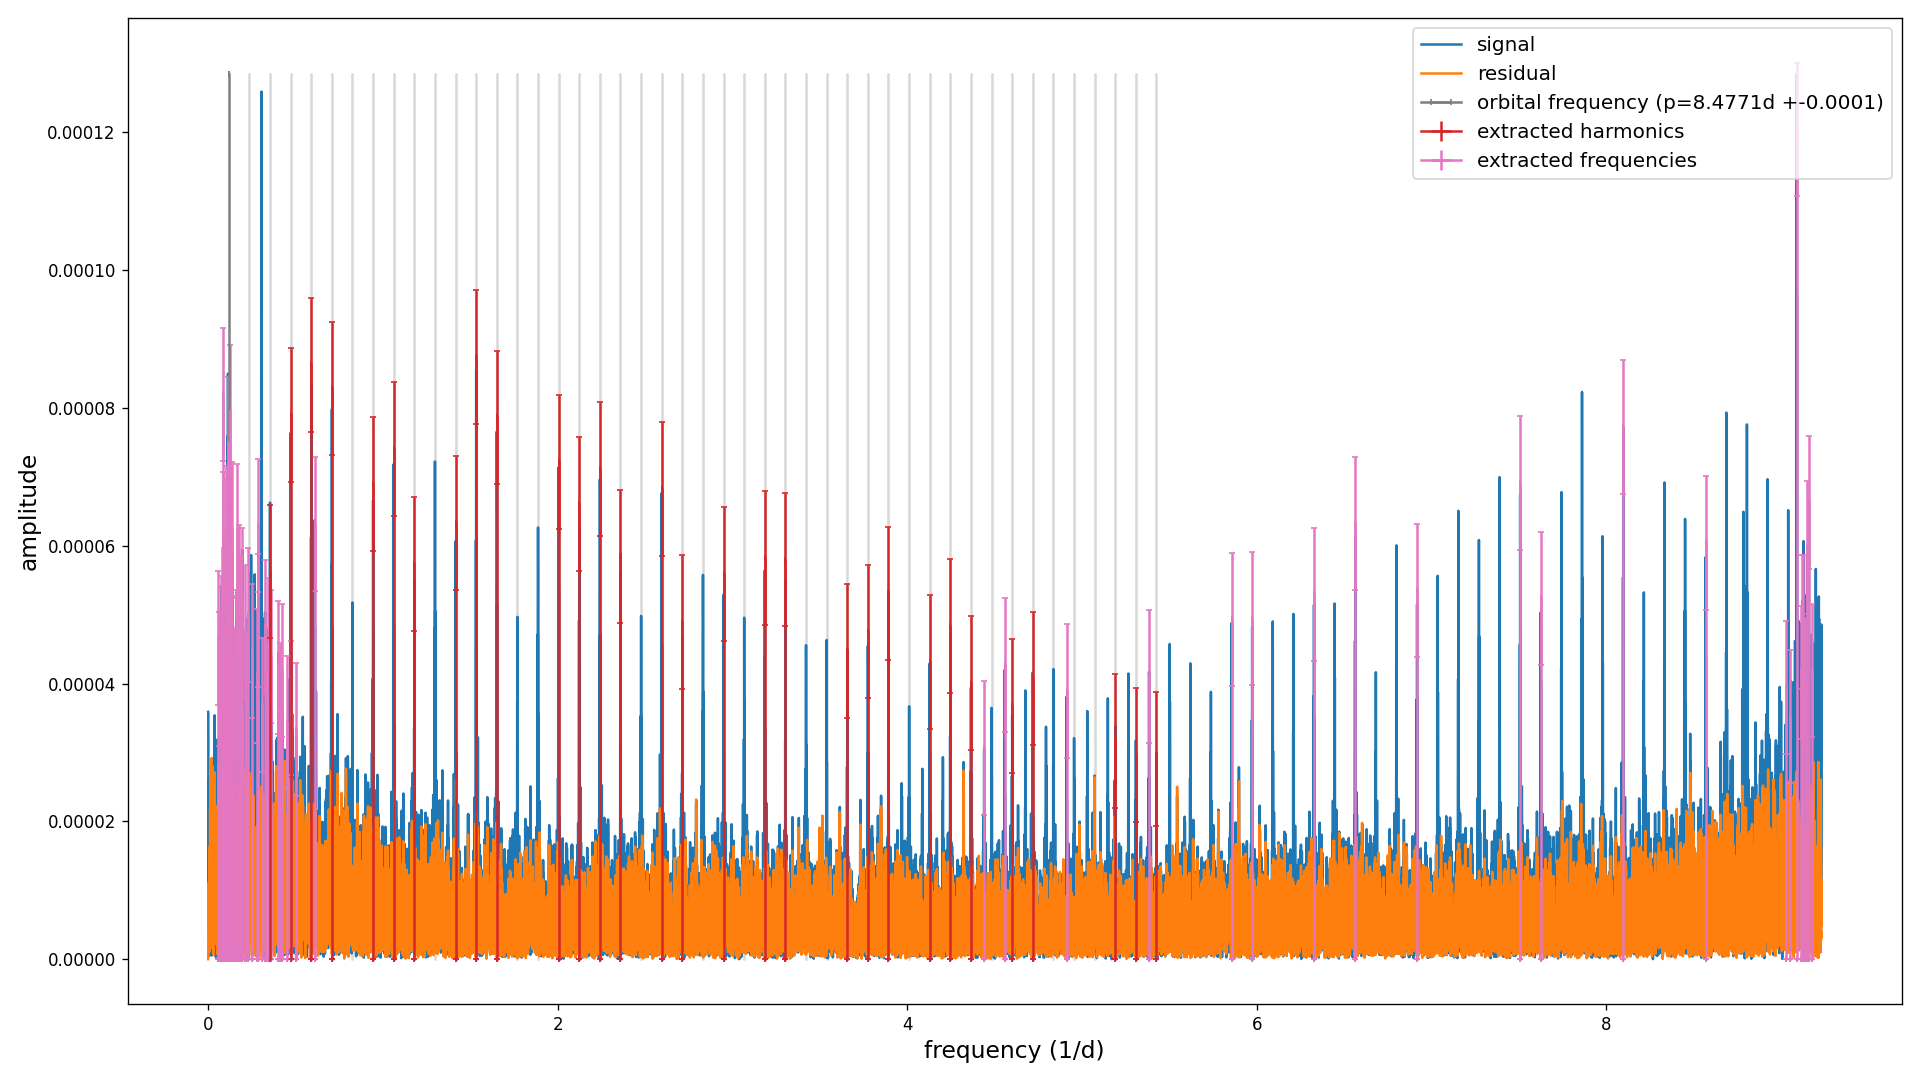 signal
residual
orbital frequency (p=8.4771d +-0.0001)
extracted harmonics
extracted frequencies
amplitude
0.00012
0.00010
0.00008
0.00006
0.00004
0.00002
0.00000
0 2 4 6 8
frequency (1/d)